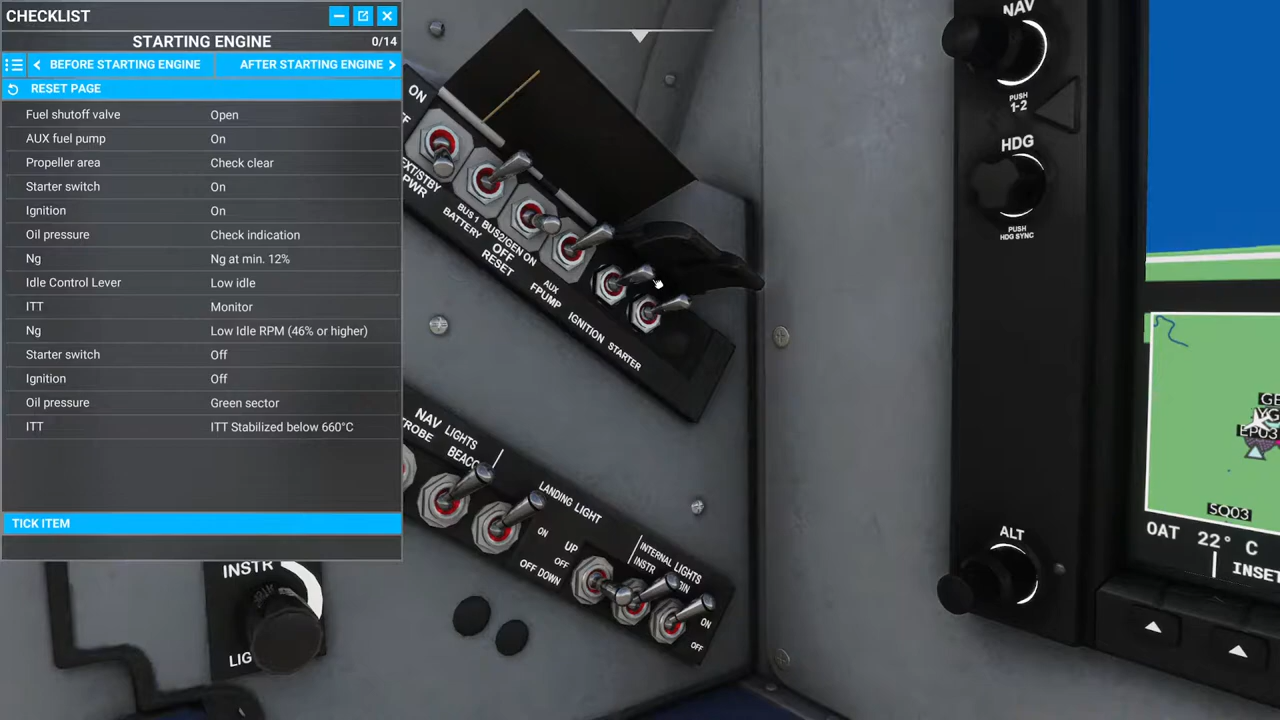 CHECKLIST
STARTING ENGINE 0/14
BEFORE STARTING ENGINE AFTER STARTING ENGINE
RESET PAGE
Fuel shutoff valve Open
AUX fuel pump On
Propeller area Check clear
Starter switch On
Ignition On
Oil pressure Check indication
Ng Ng at min. 12%
Idle Control Lever Low idle
ITT Monitor
Ng Low Idle RPM (46% or higher)
Starter switch Off
Ignition Off
Oil pressure Green sector
ITT ITT Stabilized below 660°C
TICK ITEM
ON
FF
EXT/STBY
PWR
BUS 1
BATTERY
BUS2/GEN ON
OFF
RESET
AUX
FPUMP
IGNITION
STARTER
NAV LIGHTS
TROBE BEACO
LANDING LIGHT
ON
UP
OFF
OFF DOWN
INTERNAL LIGHTS
INSTR
ON
OFF
INSTR
LIG
NAV
PUSH
1-2
HDG
PUSH
HDG SYNC
ALT
SQ03
OAT 22° C
INSET